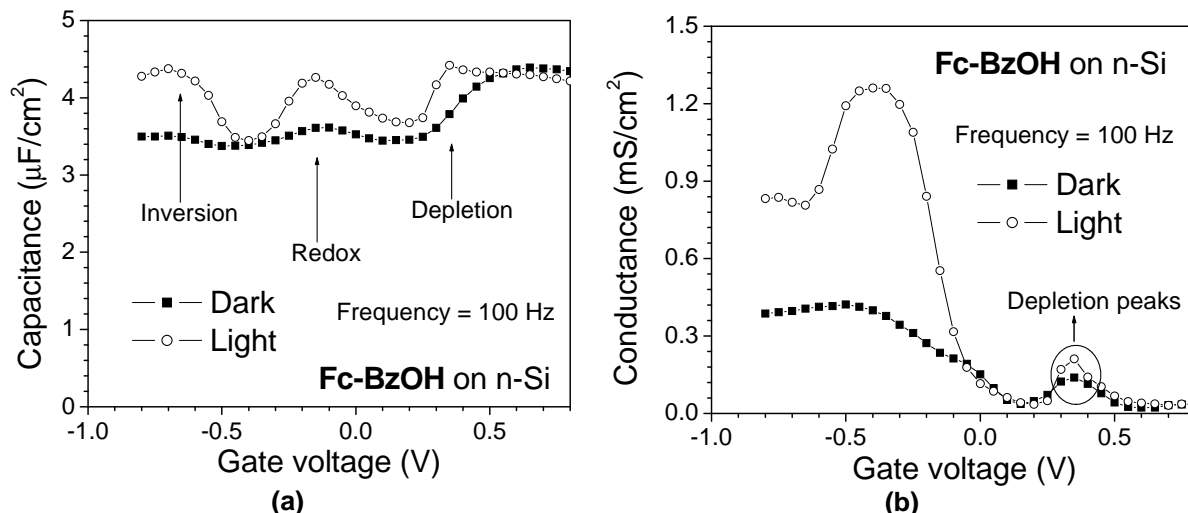 5
4
3
2
1
0
-1.0
-0.5
0.0
0.5
Capacitance (μF/cm²)
Gate voltage (V)
Inversion
Redox
Depletion
Dark
Light
Frequency = 100 Hz
Fc-BzOH on n-Si
(a)
1.5
1.2
0.9
0.6
0.3
0.0
-1.0
-0.5
0.0
0.5
Conductance (mS/cm²)
Gate voltage (V)
Fc-BzOH on n-Si
Frequency = 100 Hz
Dark
Light
Depletion peaks
(b)